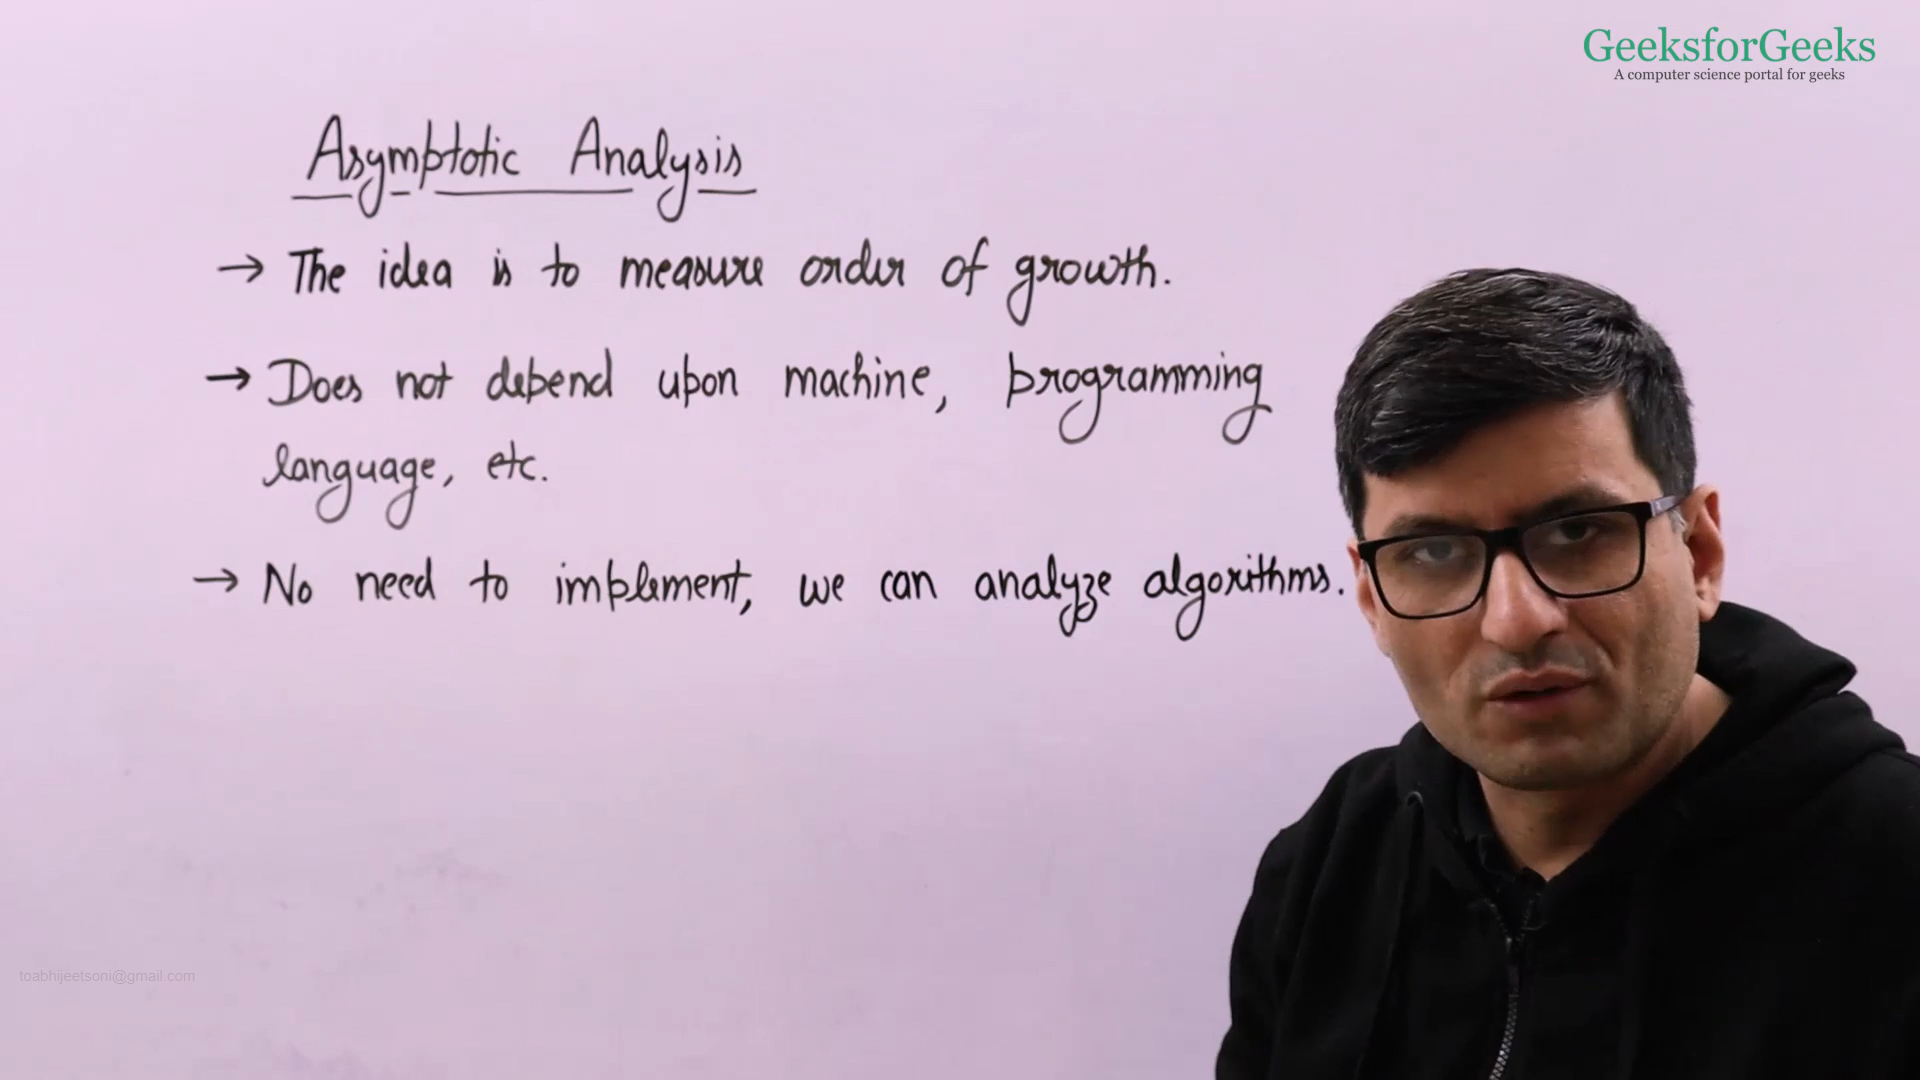 GeeksforGeeks
A computer science portal for geeks
Asymptotic Analysis
→ The idea is to measure order of growth.
→ Does not depend upon machine, programming
language, etc.
→ No need to implement, we can analyze algorithms.
toabhijeetsoni@gmail.com